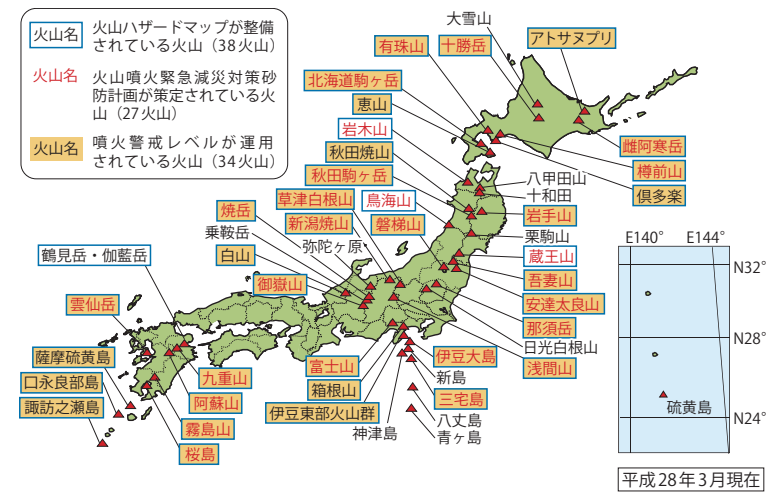 火山名
火山ハザードマップが整備
されている火山（38火山）
火山名
火山噴火緊急減災対策砂
防計画が策定されている火
山（27火山）
火山名
噴火警戒レベルが運用
されている火山（34火山）
大雪山
有珠山
十勝岳
アトサヌプリ
北海道駒ヶ岳
恵山
岩木山
秋田焼山
秋田駒ヶ岳
草津白根山
鳥海山
焼岳
新潟焼山
磐梯山
乗鞍岳
弥陀ヶ原
白山
鶴見岳・伽藍岳
御嶽山
雲仙岳
雌阿寒岳
樽前山
倶多楽
八甲田山
十和田
岩手山
栗駒山
蔵王山
吾妻山
安達太良山
那須岳
日光白根山
浅間山
富士山
箱根山
伊豆東部火山群
神津島
伊豆大島
新島
三宅島
八丈島
青ヶ島
薩摩硫黄島
口永良部島
諏訪之瀬島
九重山
阿蘇山
霧島山
桜島
E140°
E144°
N32°
N28°
N24°
硫黄島
平成28年3月現在